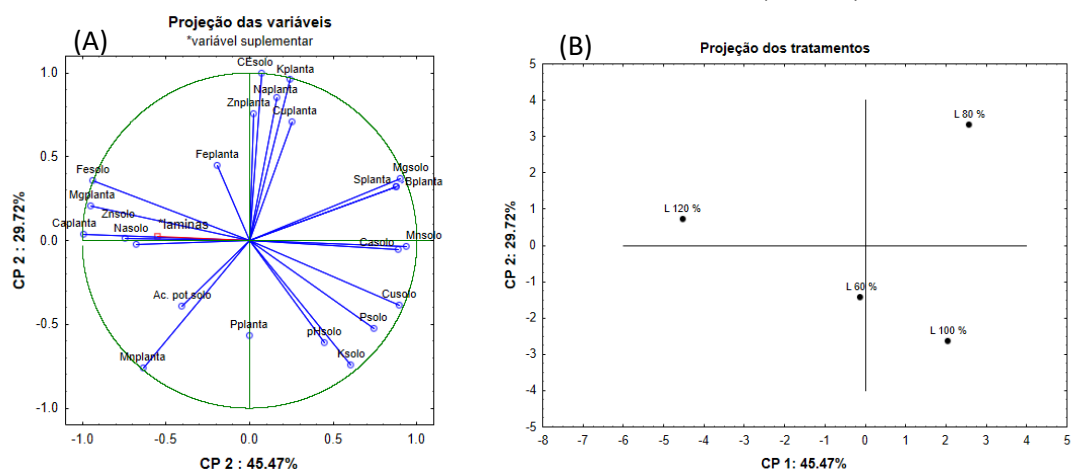 (A)
Projeção das variáveis
*variável suplementar
CEsolo
Kplanta
1.0
Naplanta
Znplanta
Cuplanta
0.5
Feplanta
Fesolo
Mgsolo
Splanta
Bplanta
Mgplanta
Znsolo
*laminas
Caplanta
Nasolo
0.0
Casolo
Mnsolo
Ac. pot.solo
Cusolo
Psolo
-0.5
Pplanta
pHsolo
Ksolo
Mnplanta
-1.0
-1.0 -0.5 0.0 0.5 1.0
CP 2 : 45.47%
CP 2 : 29.72%
(B)
Projeção dos tratamentos
5
4
L 80 %
3
2
L 120 %
1
0
-1
L 60 %
-2
L 100 %
-3
-4
-5
-8 -7 -6 -5 -4 -3 -2 -1 0 1 2 3 4 5
CP 1: 45.47%
CP 2: 29.72%